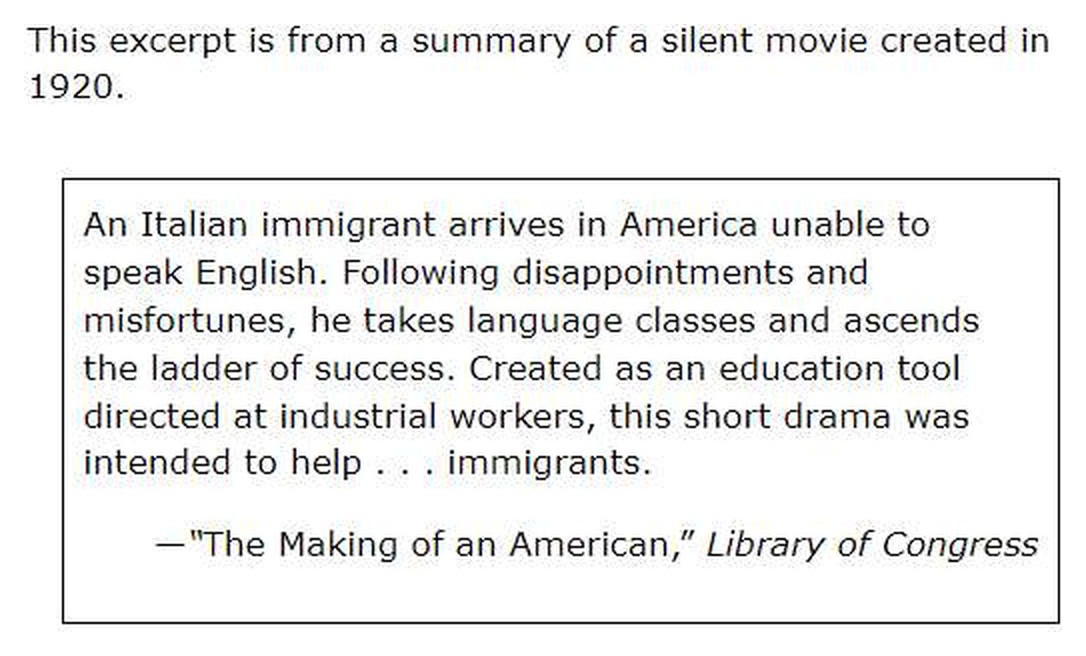 This excerpt is from a summary of a silent movie created in
1920.
An Italian immigrant arrives in America unable to
speak English. Following disappointments and
misfortunes, he takes language classes and ascends
the ladder of success. Created as an education tool
directed at industrial workers, this short drama was
intended to help . . . immigrants.
—“The Making of an American,” Library of Congress